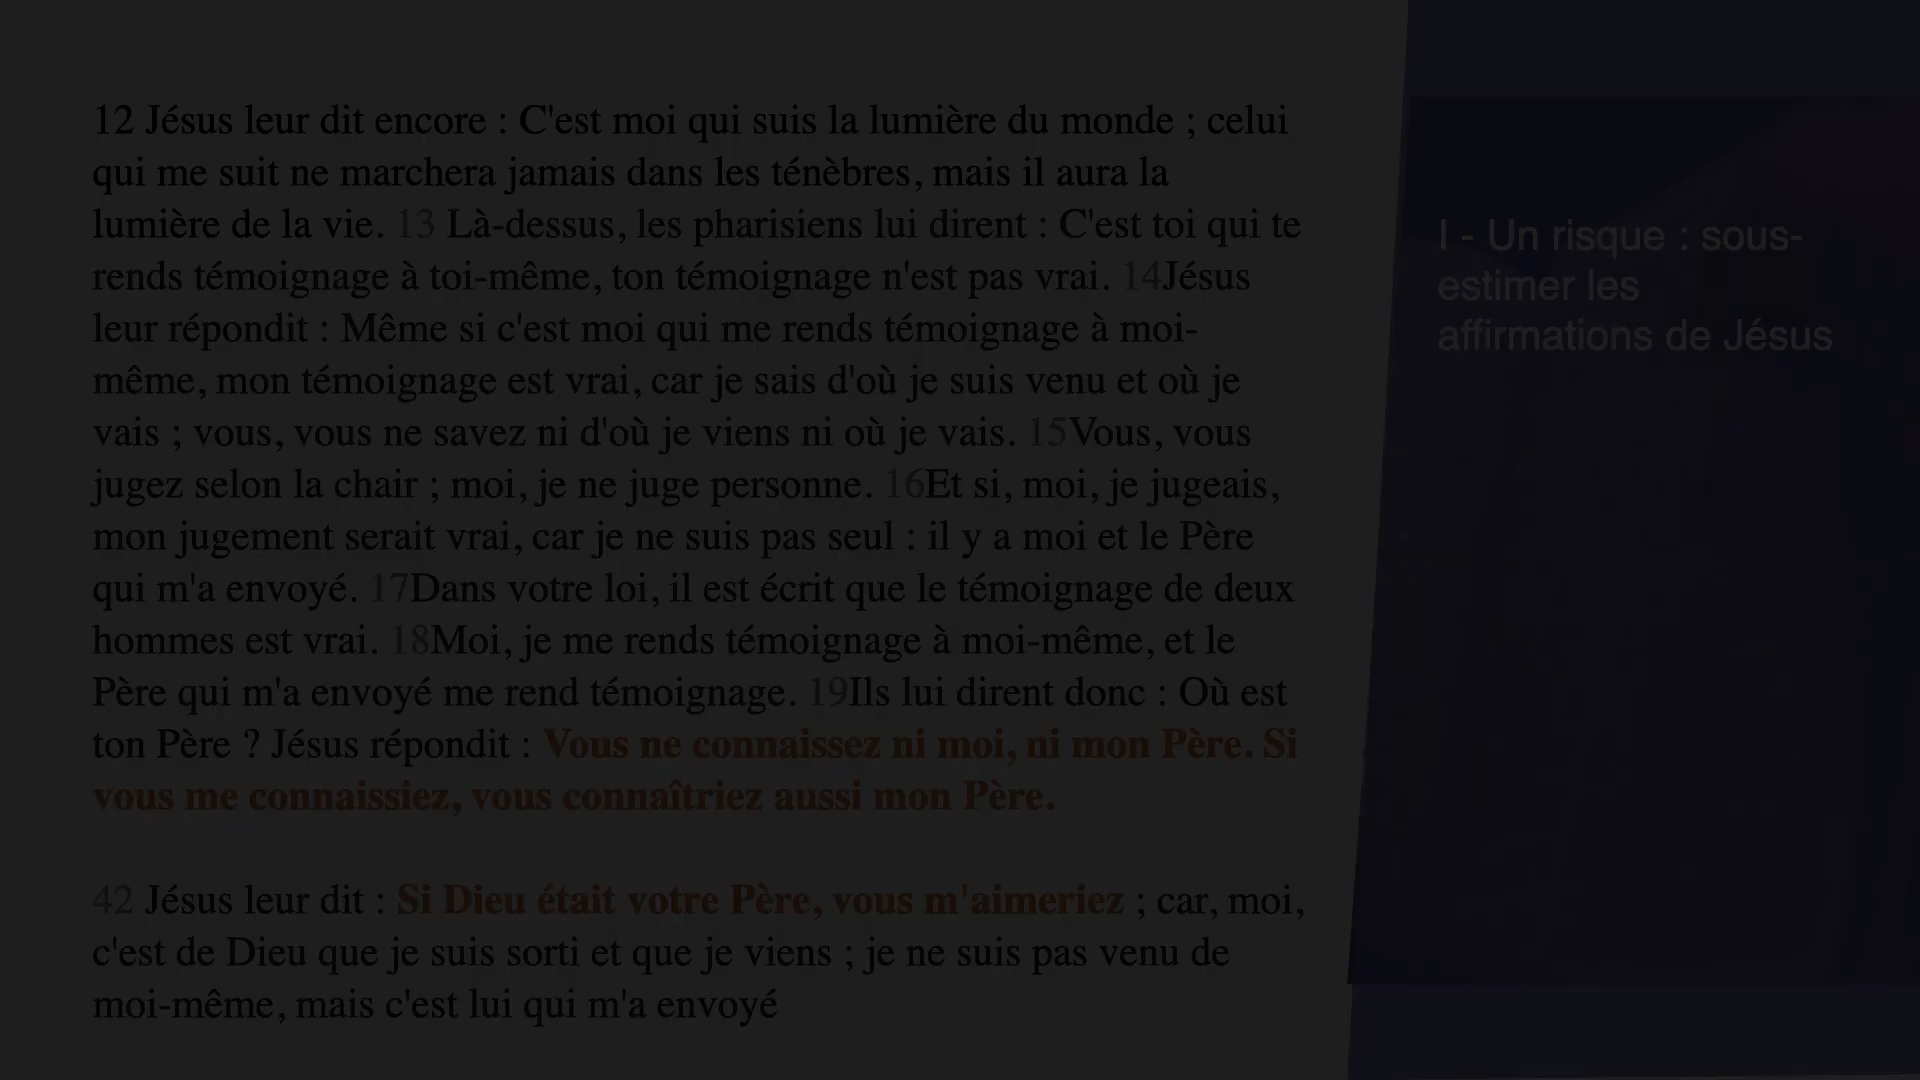 12 Jésus leur dit encore : C'est moi qui suis la lumière du monde ; celui
qui me suit ne marchera jamais dans les ténèbres, mais il aura la
lumière de la vie. 13 Là-dessus, les pharisiens lui dirent : C'est toi qui te
rends témoignage à toi-même, ton témoignage n'est pas vrai. 14Jésus
leur répondit : Même si c'est moi qui me rends témoignage à moi-
même, mon témoignage est vrai, car je sais d'où je suis venu et où je
vais ; vous, vous ne savez ni d'où je viens ni où je vais. 15Vous, vous
jugez selon la chair ; moi, je ne juge personne. 16Et si, moi, je jugeais,
mon jugement serait vrai, car je ne suis pas seul : il y a moi et le Père
qui m'a envoyé. 17Dans votre loi, il est écrit que le témoignage de deux
hommes est vrai. 18Moi, je me rends témoignage à moi-même, et le
Père qui m'a envoyé me rend témoignage. 19Ils lui dirent donc : Où est
ton Père ? Jésus répondit : Vous ne connaissez ni moi, ni mon Père. Si
vous me connaissiez, vous connaîtriez aussi mon Père.
42 Jésus leur dit : Si Dieu était votre Père, vous m'aimeriez ; car, moi,
c'est de Dieu que je suis sorti et que je viens ; je ne suis pas venu de
moi-même, mais c'est lui qui m'a envoyé
I - Un risque : sous-
estimer les
affirmations de Jésus